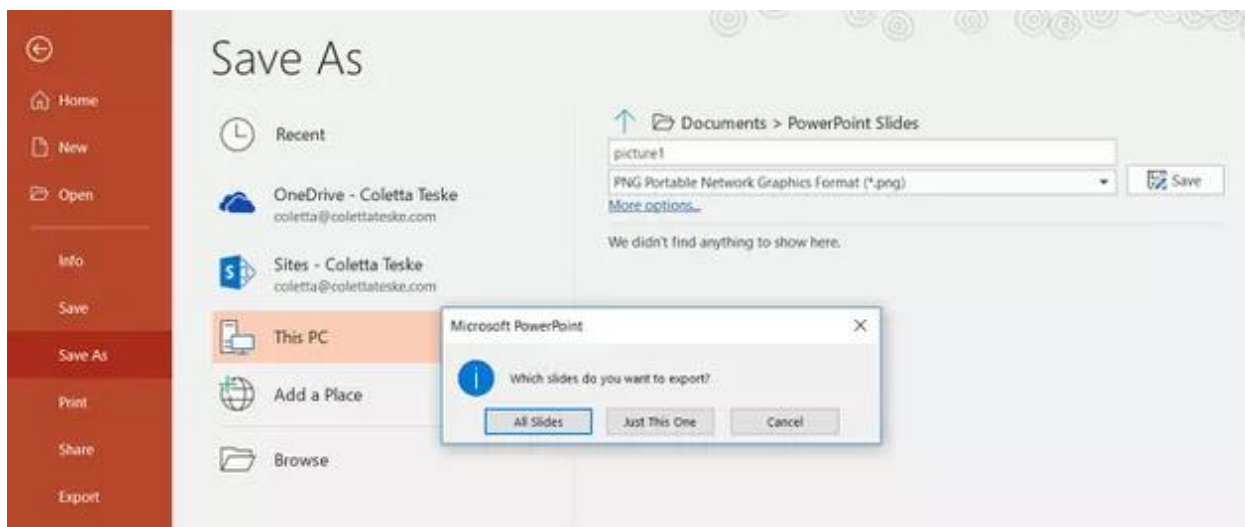 Save As
Home
New
Open
Info
Save
Save As
Print
Share
Export
Recent
OneDrive - Coletta Teske
coletta@colettateske.com
Sites - Coletta Teske
coletta@colettateske.com
This PC
Add a Place
Browse
Documents > PowerPoint Slides
picture1
PNG Portable Network Graphics Format (*.png)
Save
More options...
We didn't find anything to show here.
Microsoft PowerPoint
Which slides do you want to export?
All Slides
Just This One
Cancel